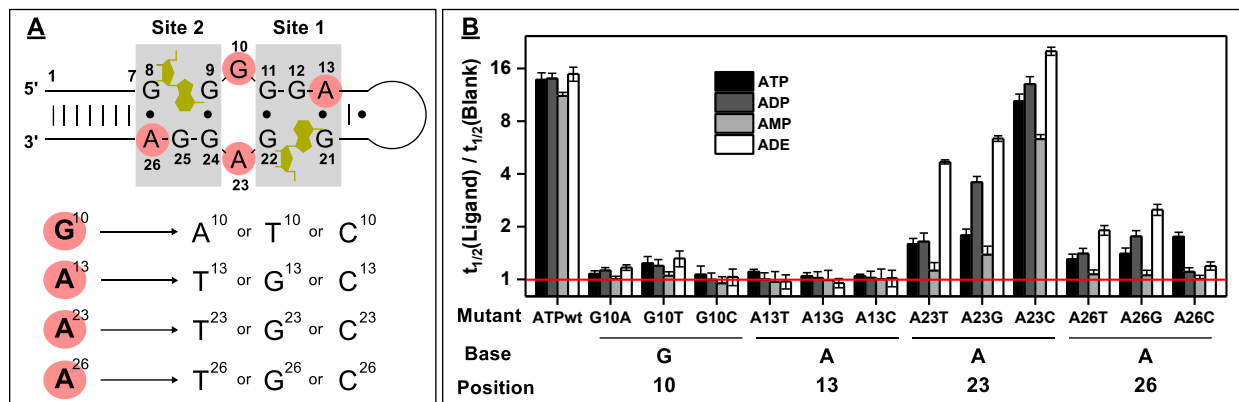 A
Site 2 Site 1
10
1 7 8 9 11 12 13
5' G G G G G A
3' A G G A G G
26 25 24 23 22 21
G10 A10 or T10 or C10
A13 T13 or G13 or C13
A23 T23 or G23 or C23
A26 T26 or G26 or C26
B
t1/2(Ligand) / t1/2(Blank)
16
8
4
2
1
ATP
ADP
AMP
ADE
Mutant ATPwt G10A G10T G10C A13T A13G A13C A23T A23G A23C A26T A26G A26C
Base G A A A
Position 10 13 23 26